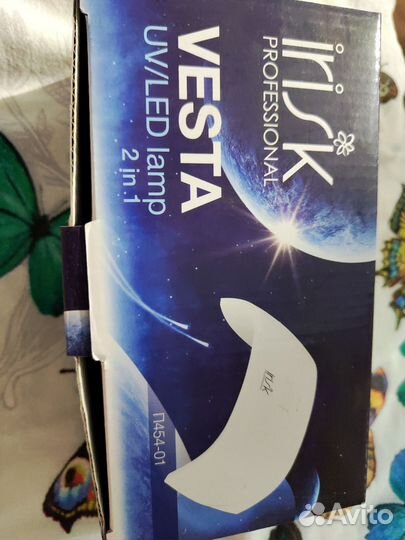 irisk
PROFESSIONAL
VESTA
UV/LED lamp
2 in 1
irisk
П454-01
Avito